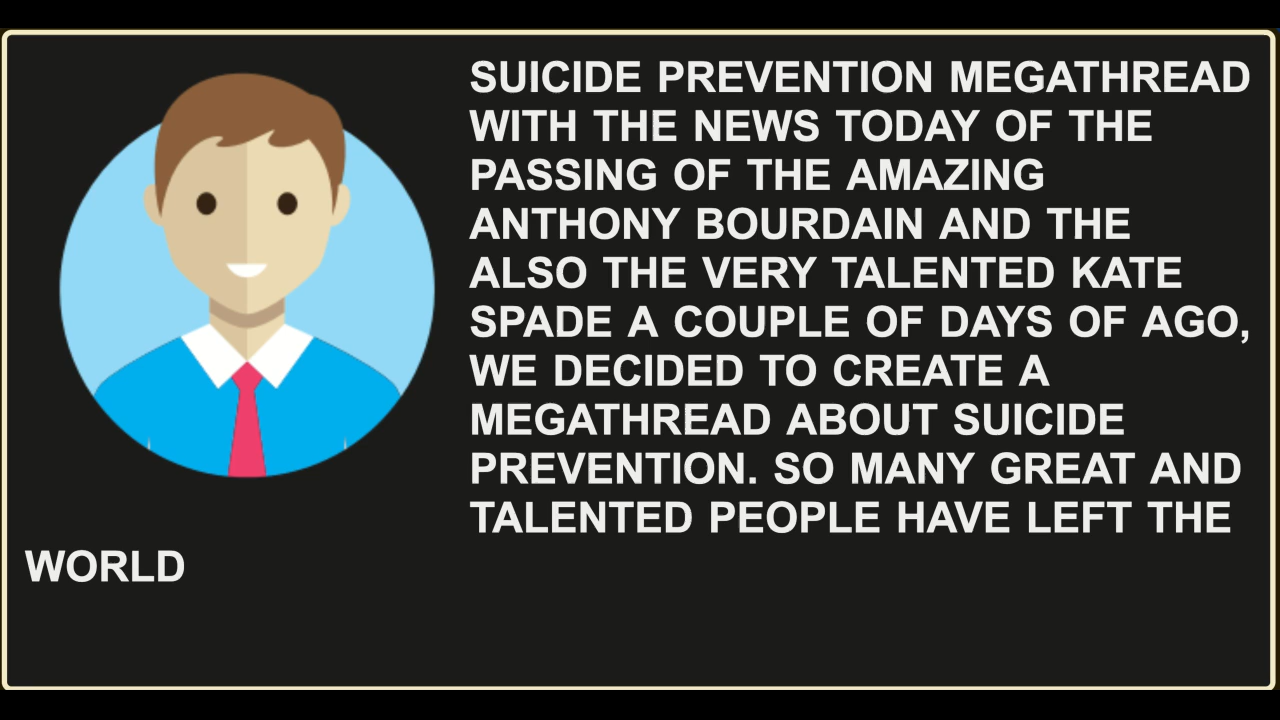 SUICIDE PREVENTION MEGATHREAD
WITH THE NEWS TODAY OF THE
PASSING OF THE AMAZING
ANTHONY BOURDAIN AND THE
ALSO THE VERY TALENTED KATE
SPADE A COUPLE OF DAYS OF AGO,
WE DECIDED TO CREATE A
MEGATHREAD ABOUT SUICIDE
PREVENTION. SO MANY GREAT AND
TALENTED PEOPLE HAVE LEFT THE
WORLD